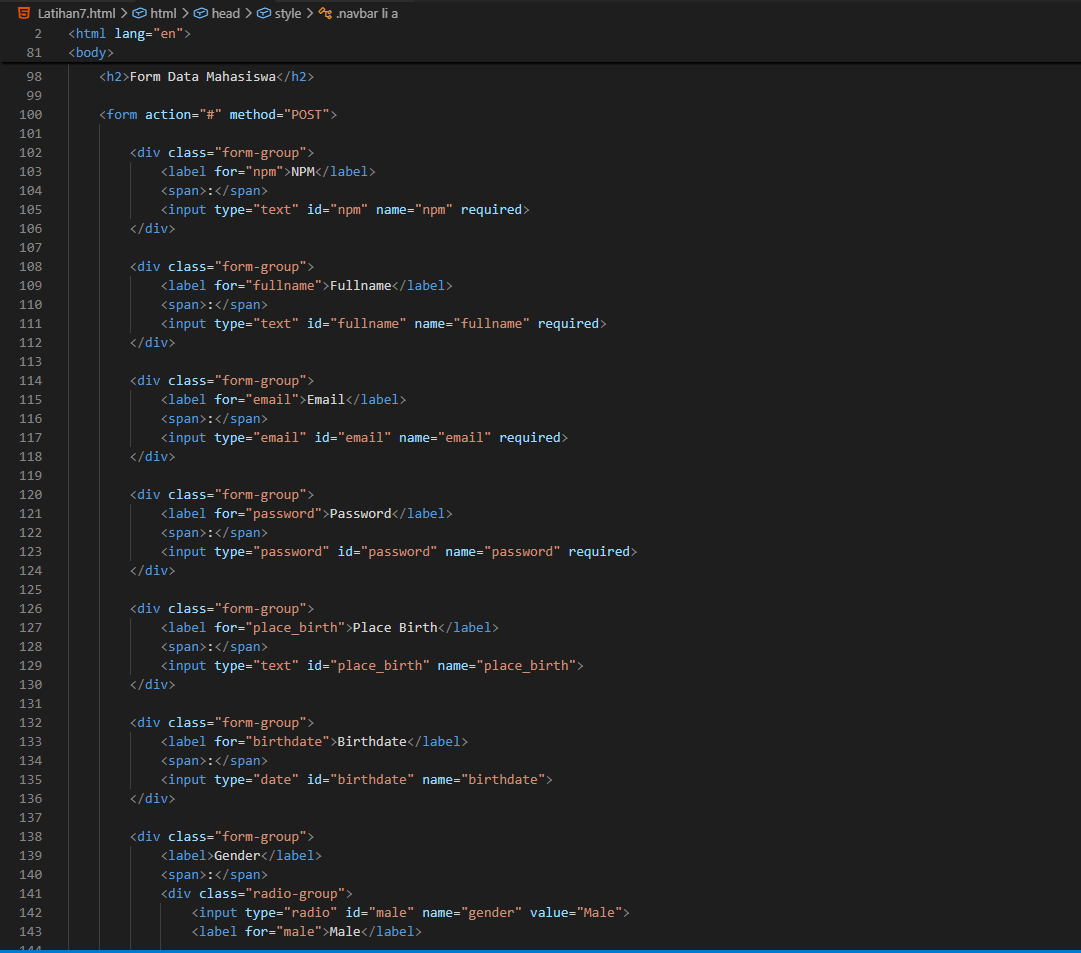 Latihan7.html > html > head > style > .navbar li a
2 <html lang="en">
81 <body>
98 <h2>Form Data Mahasiswa</h2>
99
100 <form action="#" method="POST">
101
102 <div class="form-group">
103 <label for="npm">NPM</label>
104 <span>:</span>
105 <input type="text" id="npm" name="npm" required>
106 </div>
107
108 <div class="form-group">
109 <label for="fullname">Fullname</label>
110 <span>:</span>
111 <input type="text" id="fullname" name="fullname" required>
112 </div>
113
114 <div class="form-group">
115 <label for="email">Email</label>
116 <span>:</span>
117 <input type="email" id="email" name="email" required>
118 </div>
119
120 <div class="form-group">
121 <label for="password">Password</label>
122 <span>:</span>
123 <input type="password" id="password" name="password" required>
124 </div>
125
126 <div class="form-group">
127 <label for="place_birth">Place Birth</label>
128 <span>:</span>
129 <input type="text" id="place_birth" name="place_birth">
130 </div>
131
132 <div class="form-group">
133 <label for="birthdate">Birthdate</label>
134 <span>:</span>
135 <input type="date" id="birthdate" name="birthdate">
136 </div>
137
138 <div class="form-group">
139 <label>Gender</label>
140 <span>:</span>
141 <div class="radio-group">
142 <input type="radio" id="male" name="gender" value="Male">
143 <label for="male">Male</label>
144